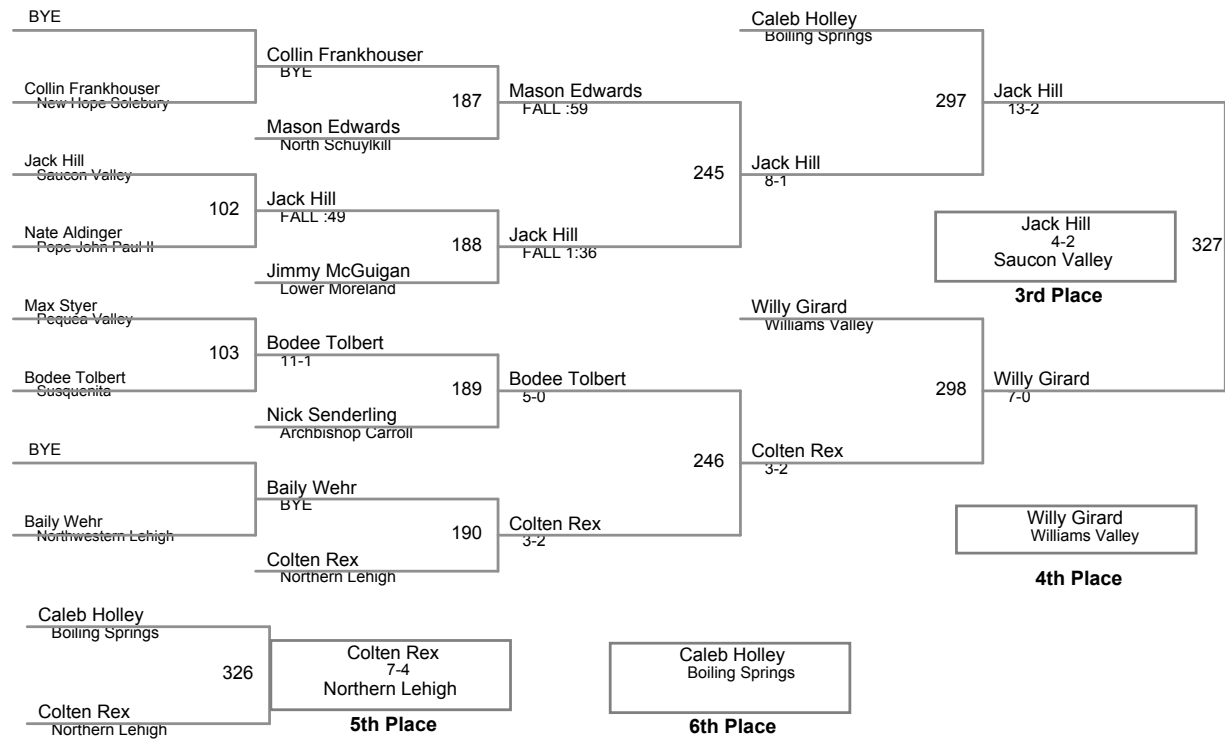 BYE
Collin Frankhouser
New Hope Solebury
Jack Hill
Saucon Valley
Nate Aldinger
Pope John Paul II
Max Styer
Pequea Valley
Bodee Tolbert
Susquenita
BYE
Baily Wehr
Northwestern Lehigh
102
103
Collin Frankhouser
BYE
Mason Edwards
North Schuylkill
Jack Hill
FALL :49
Jimmy McGuigan
Lower Moreland
Bodee Tolbert
11-1
Nick Senderling
Archbishop Carroll
Baily Wehr
BYE
Colten Rex
Northern Lehigh
187
188
189
190
Mason Edwards
FALL :59
Jack Hill
FALL 1:36
Bodee Tolbert
5-0
Colten Rex
3-2
245
246
Caleb Holley
Boiling Springs
Jack Hill
8-1
Willy Girard
Williams Valley
Colten Rex
3-2
297
298
Jack Hill
13-2
Willy Girard
7-0
327
Jack Hill
4-2
Saucon Valley
3rd Place
Willy Girard
Williams Valley
4th Place
Caleb Holley
Boiling Springs
326
Colten Rex
Northern Lehigh
Colten Rex
7-4
Northern Lehigh
5th Place
Caleb Holley
Boiling Springs
6th Place